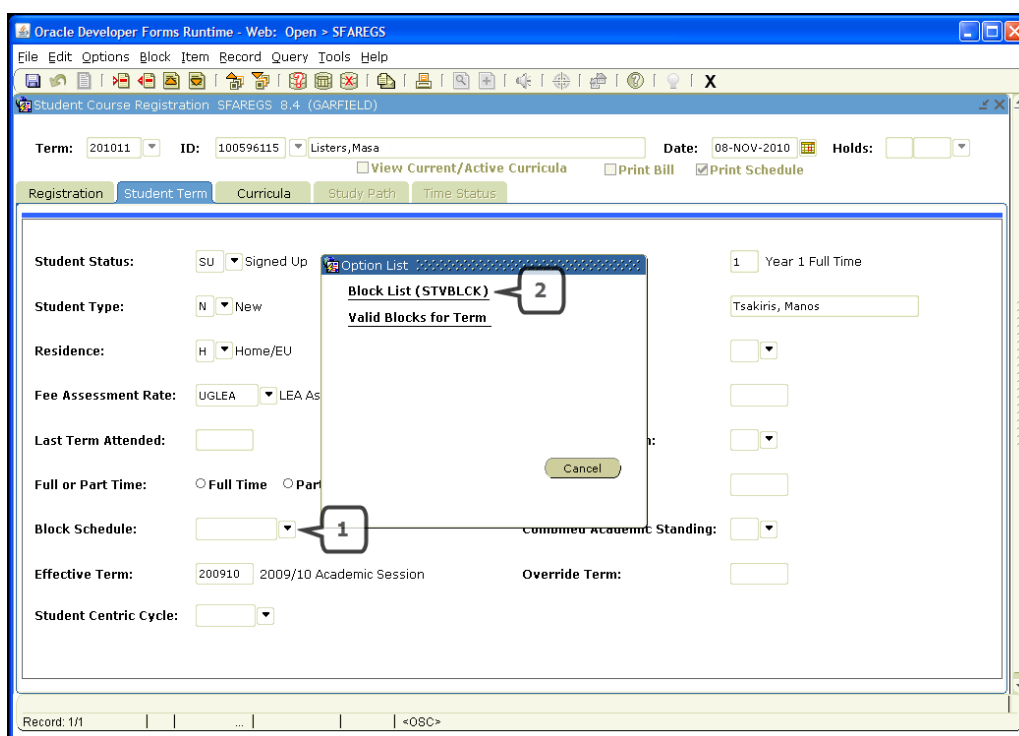 Oracle Developer Forms Runtime - Web: Open > SFAREGS
File Edit Options Block Item Record Query Tools Help
X
Student Course Registration SFAREGS 8.4 (GARFIELD)
Term: 201011 ID: 100596115 Listers,Masa Date: 08-NOV-2010 Holds:
View Current/Active Curricula Print Bill Print Schedule
Registration Student Term Curricula Study Path Time Status
Student Status: SU Signed Up 1 Year 1 Full Time
Option List
Block List (STVBLCK) 2
Student Type: N New Tsakiris, Manos
Valid Blocks for Term
Residence: H Home/EU
Fee Assessment Rate: UGLEA LEA As
Last Term Attended:
Cancel
Full or Part Time: Full Time Part
Block Schedule: 1 Combined Academic Standing:
Effective Term: 200910 2009/10 Academic Session Override Term:
Student Centric Cycle:
Record: 1/1 ... <OSC>